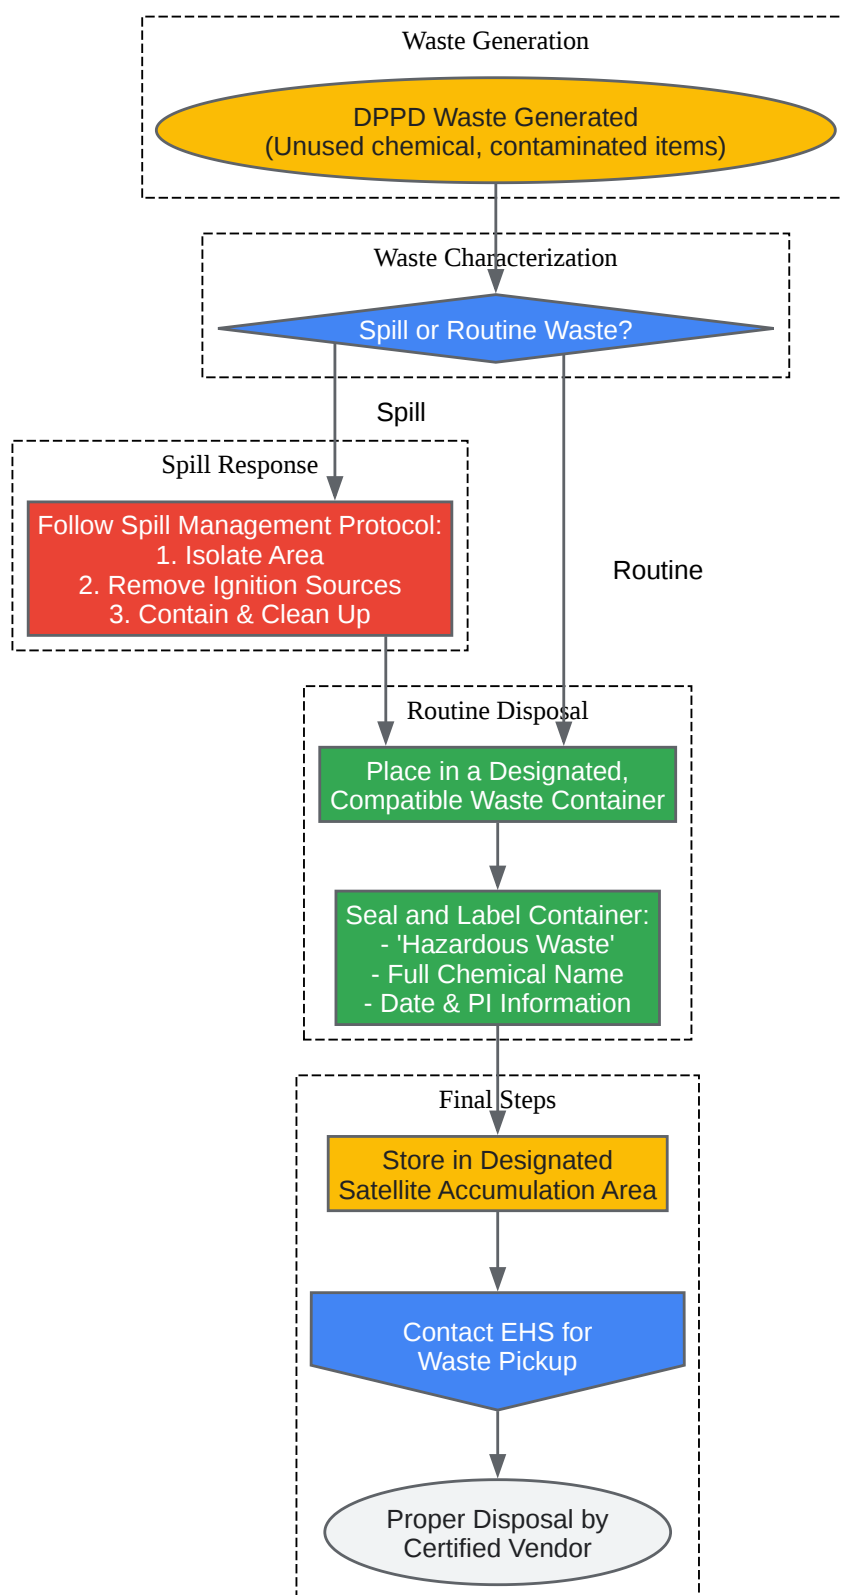 Waste Generation
DPPD Waste Generated
(Unused chemical, contaminated items)
Waste Characterization
Spill or Routine Waste?
Spill
Spill Response
Follow Spill Management Protocol:
1. Isolate Area
2. Remove Ignition Sources
3. Contain & Clean Up
Routine
Routine Disposal
Place in a Designated,
Compatible Waste Container
Seal and Label Container:
- 'Hazardous Waste'
- Full Chemical Name
- Date & PI Information
Final Steps
Store in Designated
Satellite Accumulation Area
Contact EHS for
Waste Pickup
Proper Disposal by
Certified Vendor